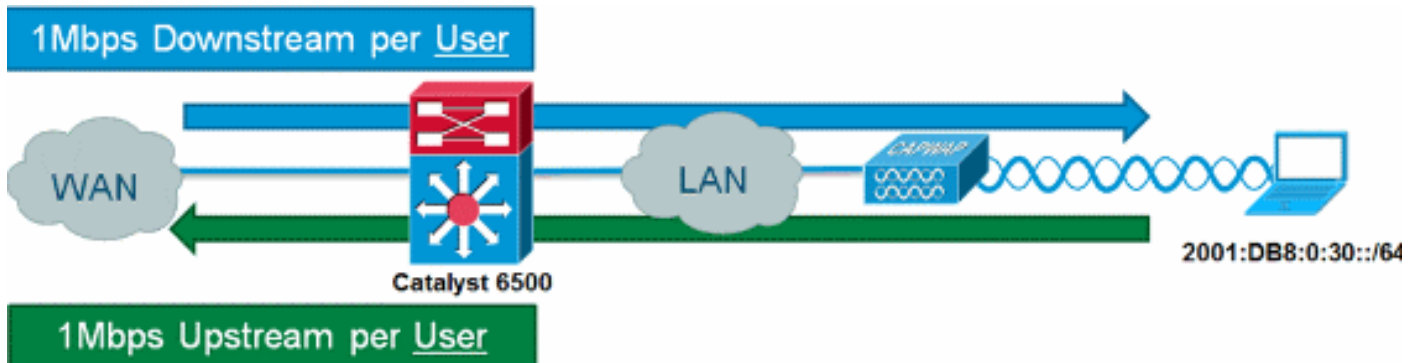 1Mbps Downstream per User
WAN
LAN
CAPWAP
Catalyst 6500
2001:DB8:0:30::/64
1Mbps Upstream per User